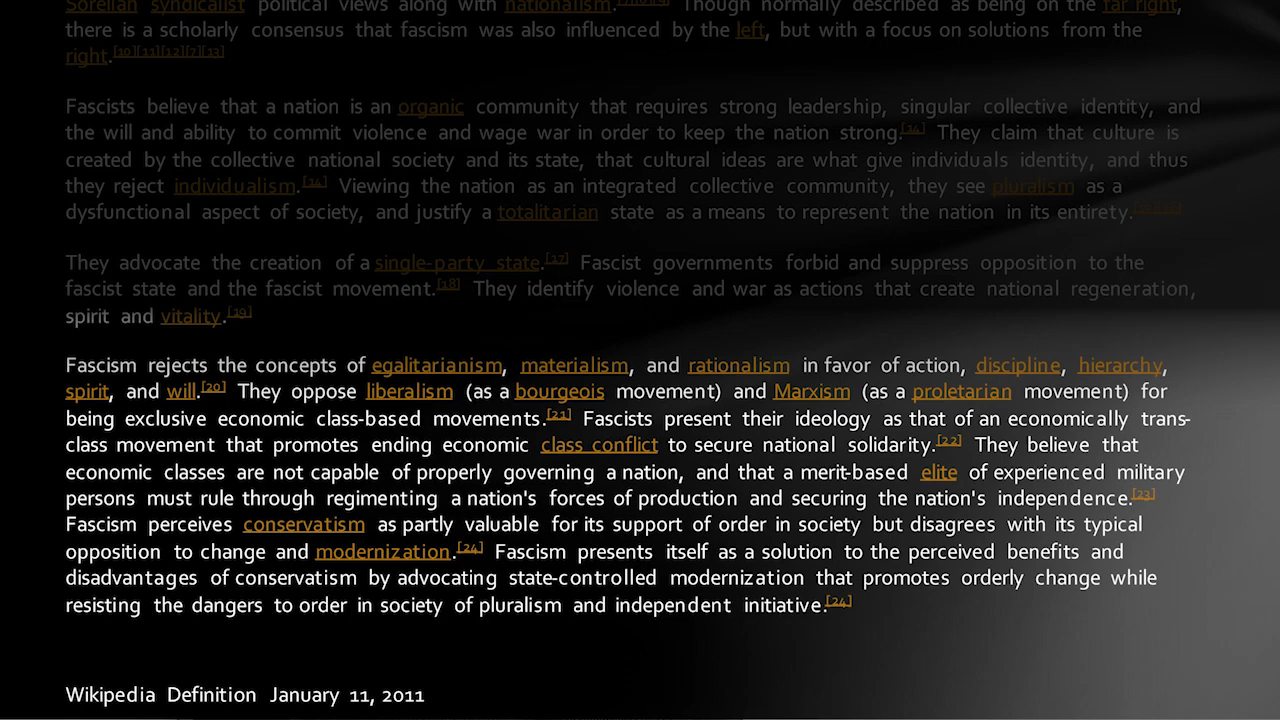 Sorelian syndicalist political views along with nationalism. Though normally described as being on the far right,
there is a scholarly consensus that fascism was also influenced by the left, but with a focus on solutions from the
right.[10][11][12][7][13]
Fascists believe that a nation is an organic community that requires strong leadership, singular collective identity, and
the will and ability to commit violence and wage war in order to keep the nation strong.[14] They claim that culture is
created by the collective national society and its state, that cultural ideas are what give individuals identity, and thus
they reject individualism.[14] Viewing the nation as an integrated collective community, they see pluralism as a
dysfunctional aspect of society, and justify a totalitarian state as a means to represent the nation in its entirety.
They advocate the creation of a single-party state.[17] Fascist governments forbid and suppress opposition to the
fascist state and the fascist movement.[18] They identify violence and war as actions that create national regeneration,
spirit and vitality.[19]
Fascism rejects the concepts of egalitarianism, materialism, and rationalism in favor of action, discipline, hierarchy,
spirit, and will.[20] They oppose liberalism (as a bourgeois movement) and Marxism (as a proletarian movement) for
being exclusive economic class-based movements.[21] Fascists present their ideology as that of an economically trans-
class movement that promotes ending economic class conflict to secure national solidarity.[22] They believe that
economic classes are not capable of properly governing a nation, and that a merit-based elite of experienced military
persons must rule through regimenting a nation's forces of production and securing the nation's independence.[23]
Fascism perceives conservatism as partly valuable for its support of order in society but disagrees with its typical
opposition to change and modernization.[24] Fascism presents itself as a solution to the perceived benefits and
disadvantages of conservatism by advocating state-controlled modernization that promotes orderly change while
resisting the dangers to order in society of pluralism and independent initiative.[24]
Wikipedia Definition January 11, 2011